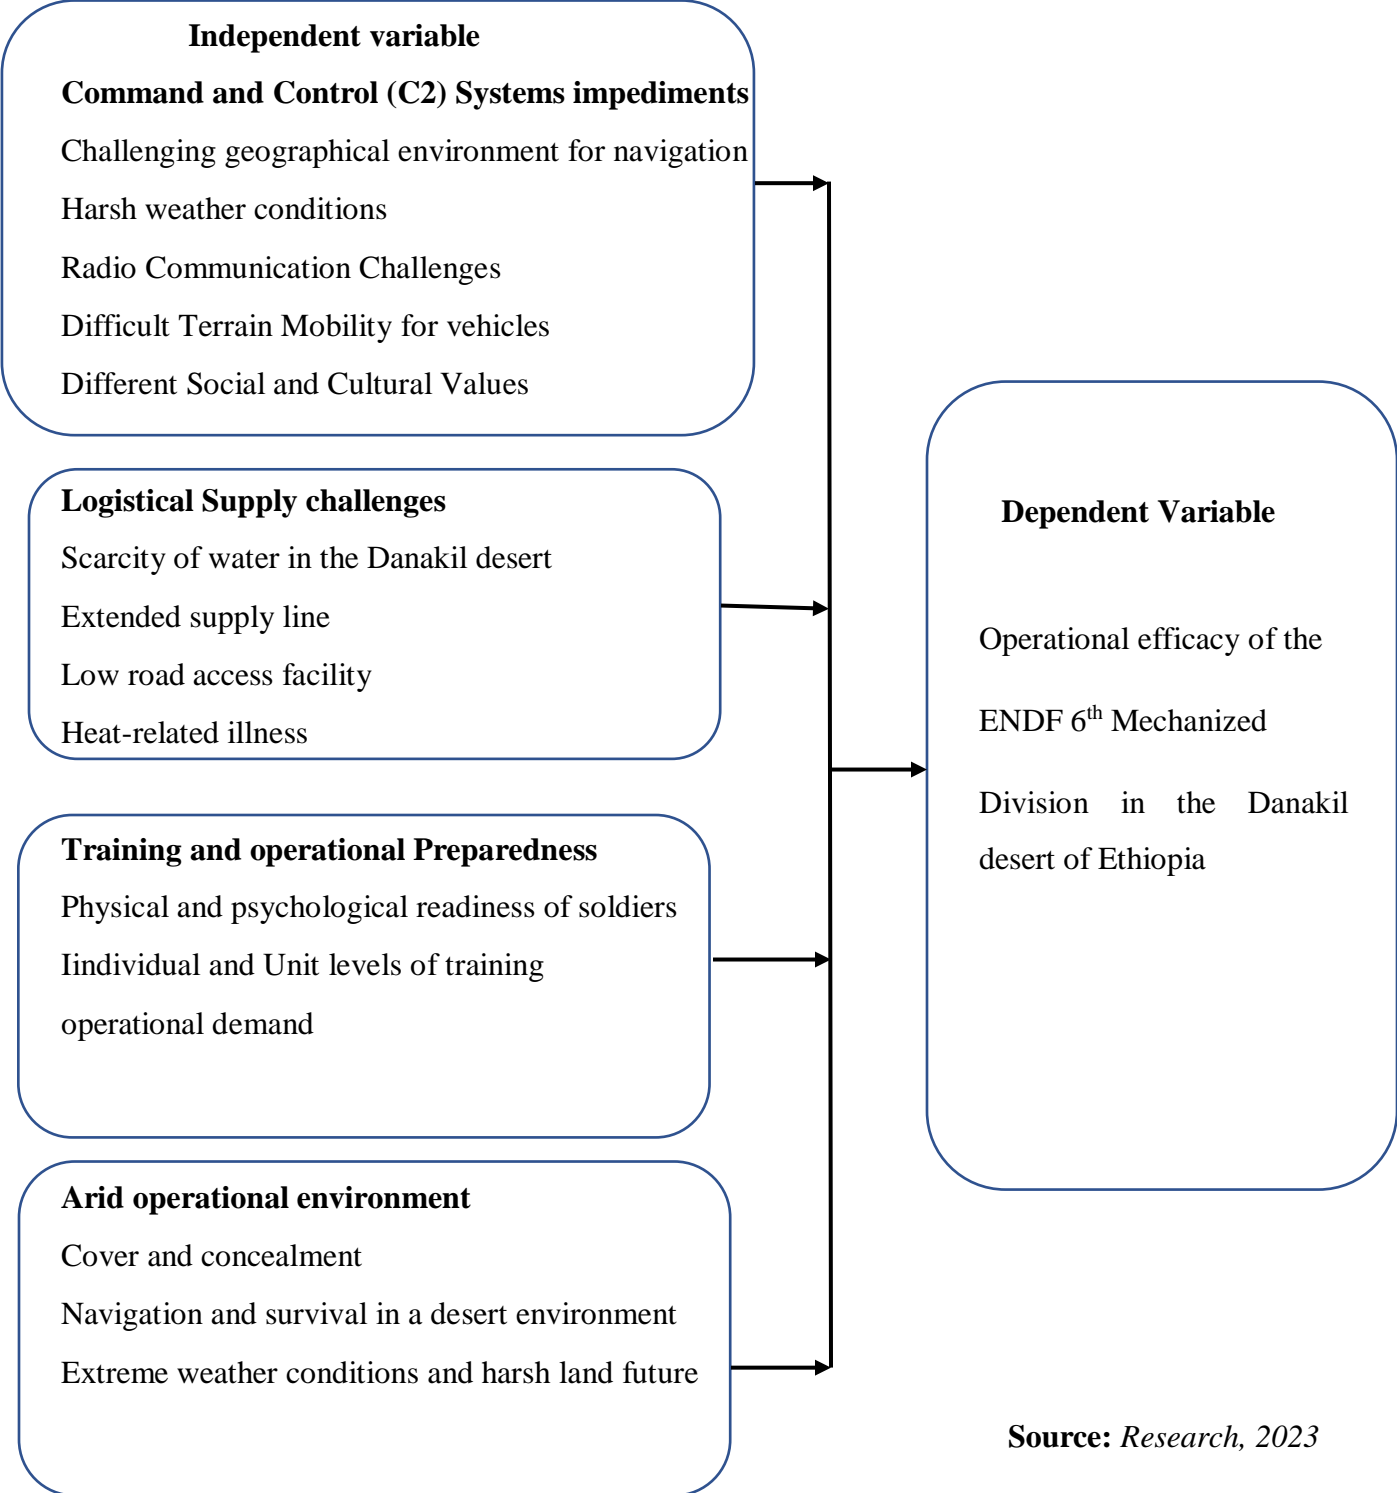 Independent variable
Command and Control (C2) Systems impediments
Challenging geographical environment for navigation
Harsh weather conditions
Radio Communication Challenges
Difficult Terrain Mobility for vehicles
Different Social and Cultural Values
Logistical Supply challenges
Scarcity of water in the Danakil desert
Extended supply line
Low road access facility
Heat-related illness
Training and operational Preparedness
Physical and psychological readiness of soldiers
Iindividual and Unit levels of training
operational demand
Arid operational environment
Cover and concealment
Navigation and survival in a desert environment
Extreme weather conditions and harsh land future
Dependent Variable
Operational efficacy of the
ENDF 6th Mechanized
Division in the Danakil
desert of Ethiopia
Source: Research, 2023